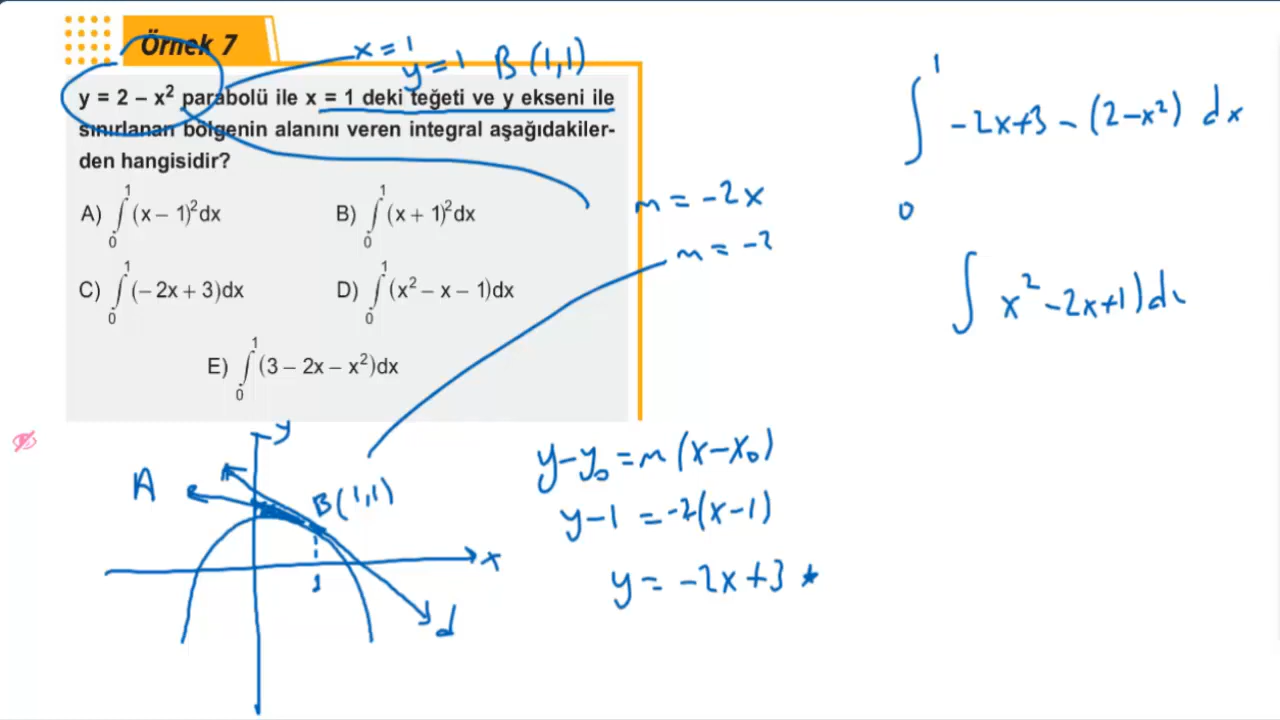 Örnek 7
y = 2 – x² parabolü ile x = 1 deki teğeti ve y ekseni ile
sınırlanan bölgenin alanını veren integral aşağıdakiler-
den hangisidir?
A) ∫₀¹ (x – 1)²dx
B) ∫₀¹ (x + 1)²dx
C) ∫₀¹ (– 2x + 3)dx
D) ∫₀¹ (x² – x – 1)dx
E) ∫₀¹ (3 – 2x – x²)dx
x = 1
y = 1 B (1,1)
m = -2x
m = -2
∫₀¹ -2x+3 - (2-x²) dx
∫ x² -2x+1) dx
y
A
B(1,1)
x
1
d
y-y₀ = m (x-x₀)
y-1 = -2(x-1)
y = -2x+3 *